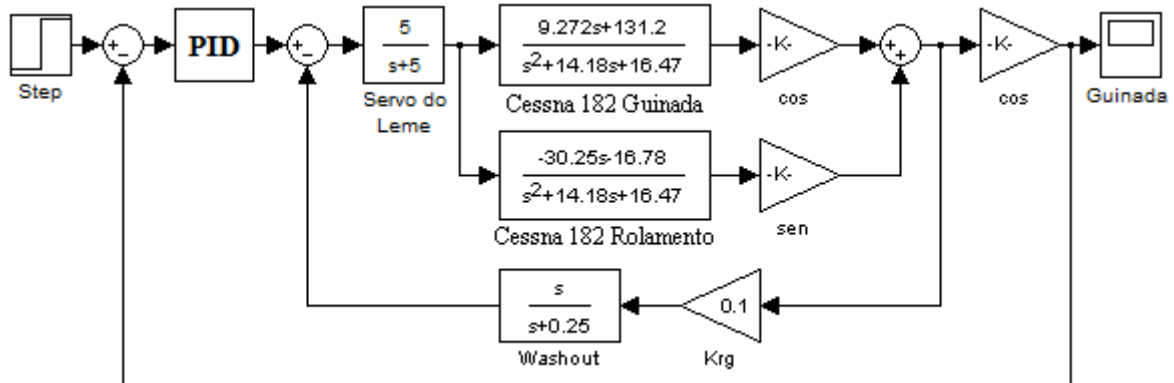 Step
+
−
PID
+
−
5
s+5
Servo do
Leme
9.272s+131.2
s²+14.18s+16.47
Cessna 182 Guinada
-K-
cos
+
+
-K-
cos
Guinada
-30.25s-16.78
s²+14.18s+16.47
Cessna 182 Rolamento
-K-
sen
s
s+0.25
Washout
0.1
Krg